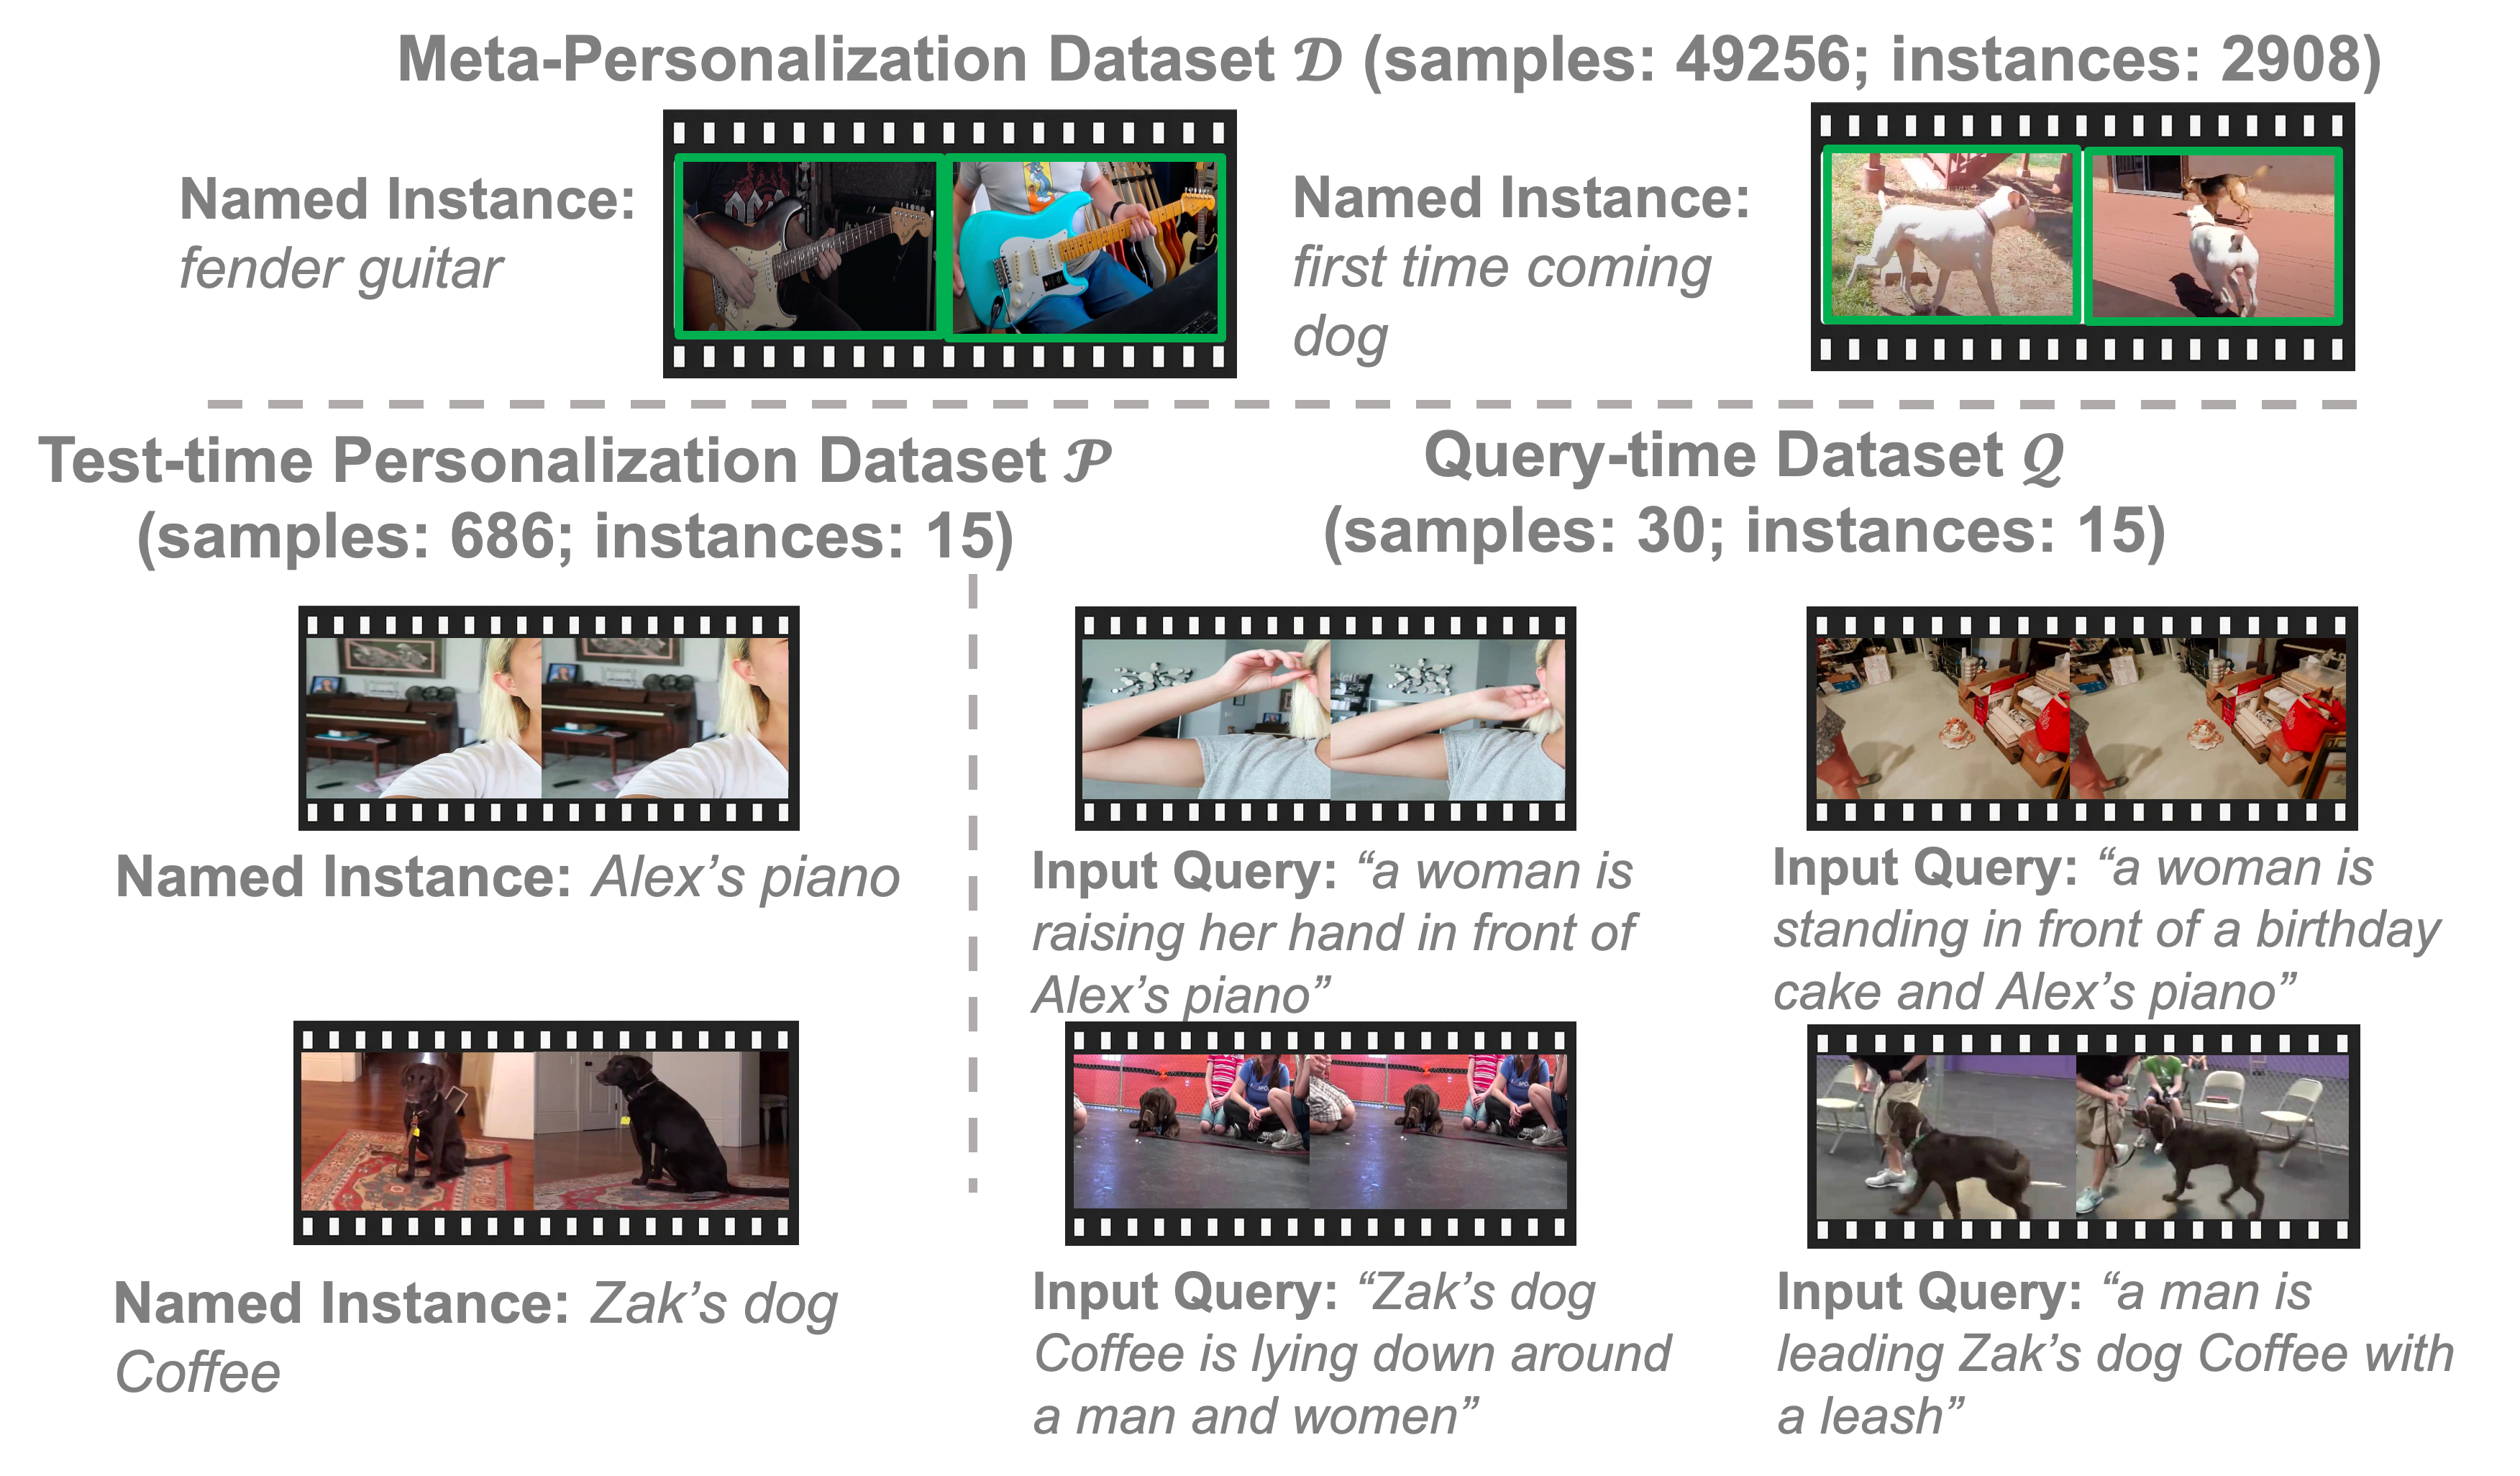 Meta-Personalization Dataset 𝒟 (samples: 49256; instances: 2908)
Named Instance:
fender guitar
Named Instance:
first time coming
dog
Test-time Personalization Dataset 𝒫
(samples: 686; instances: 15)
Query-time Dataset 𝒬
(samples: 30; instances: 15)
Named Instance: Alex’s piano
Input Query: “a woman is
raising her hand in front of
Alex’s piano”
Input Query: “a woman is
standing in front of a birthday
cake and Alex’s piano”
Named Instance: Zak’s dog
Coffee
Input Query: “Zak’s dog
Coffee is lying down around
a man and women”
Input Query: “a man is
leading Zak’s dog Coffee with
a leash”